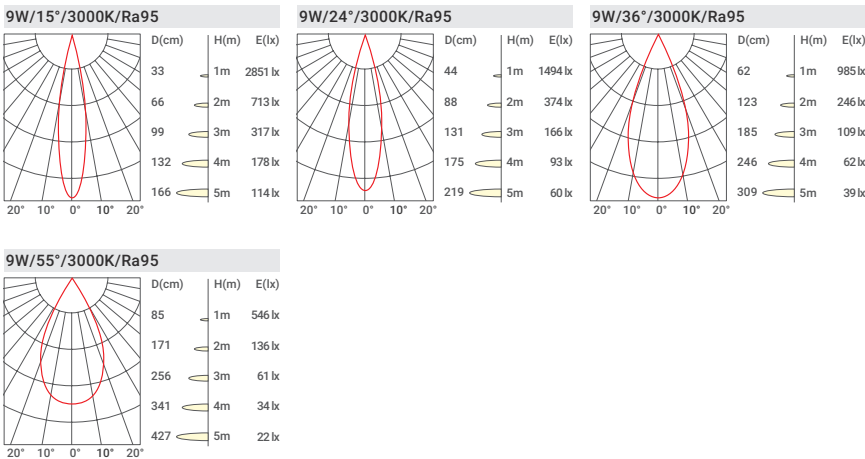 9W/15°/3000K/Ra95
D(cm) H(m) E(lx)
33 1m 2851 lx
66 2m 713 lx
99 3m 317 lx
132 4m 178 lx
166 5m 114 lx
20° 10° 0° 10° 20°
9W/24°/3000K/Ra95
D(cm) H(m) E(lx)
44 1m 1494 lx
88 2m 374 lx
131 3m 166 lx
175 4m 93 lx
219 5m 60 lx
20° 10° 0° 10° 20°
9W/36°/3000K/Ra95
D(cm) H(m) E(lx)
62 1m 985 lx
123 2m 246 lx
185 3m 109 lx
246 4m 62 lx
309 5m 39 lx
20° 10° 0° 10° 20°
9W/55°/3000K/Ra95
D(cm) H(m) E(lx)
85 1m 546 lx
171 2m 136 lx
256 3m 61 lx
341 4m 34 lx
427 5m 22 lx
20° 10° 0° 10° 20°